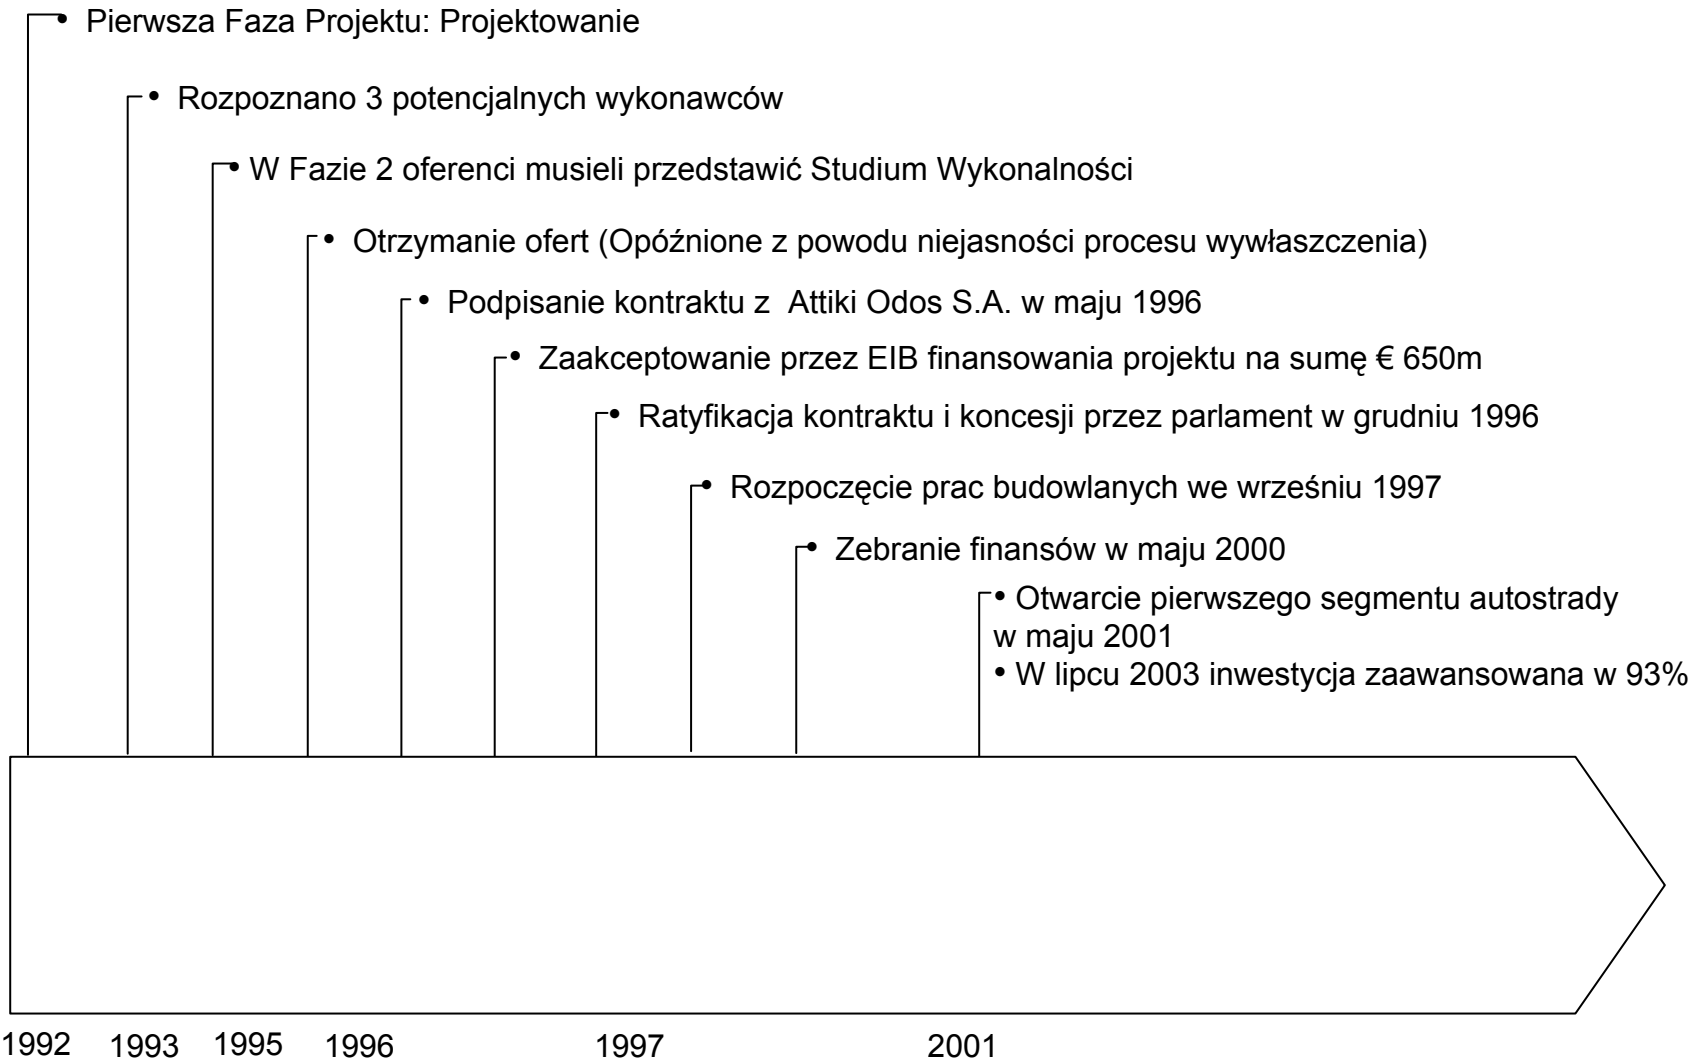 • Pierwsza Faza Projektu: Projektowanie
• Rozpoznano 3 potencjalnych wykonawców
• W Fazie 2 oferenci musieli przedstawić Studium Wykonalności
• Otrzymanie ofert (Opóźnione z powodu niejasności procesu wywłaszczenia)
• Podpisanie kontraktu z Attiki Odos S.A. w maju 1996
• Zaakceptowanie przez EIB finansowania projektu na sumę € 650m
• Ratyfikacja kontraktu i koncesji przez parlament w grudniu 1996
• Rozpoczęcie prac budowlanych we wrześniu 1997
• Zebranie finansów w maju 2000
• Otwarcie pierwszego segmentu autostrady
w maju 2001
• W lipcu 2003 inwestycja zaawansowana w 93%
1992 1993 1995 1996 1997 2001